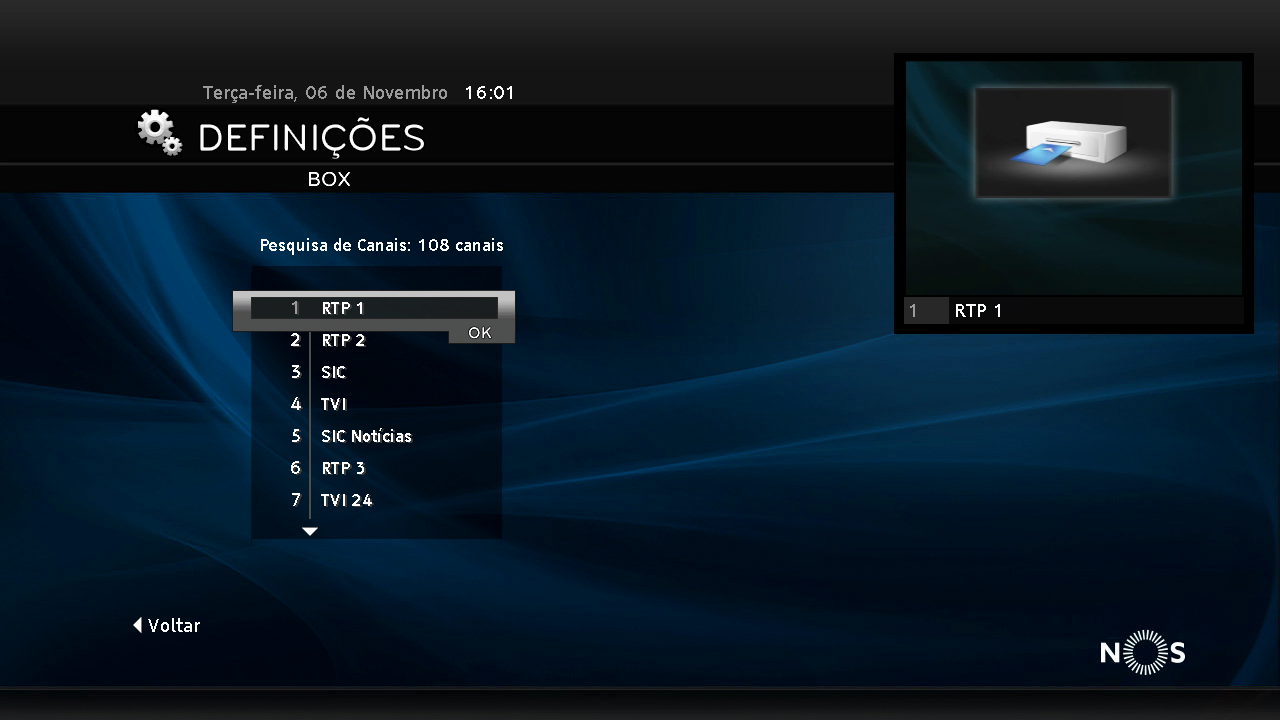 Terça-feira, 06 de Novembro 16:01
DEFINIÇÕES
BOX
Pesquisa de Canais: 108 canais
1 RTP 1
OK
2 RTP 2
3 SIC
4 TVI
5 SIC Notícias
6 RTP 3
7 TVI 24
1 RTP 1
Voltar
NOS